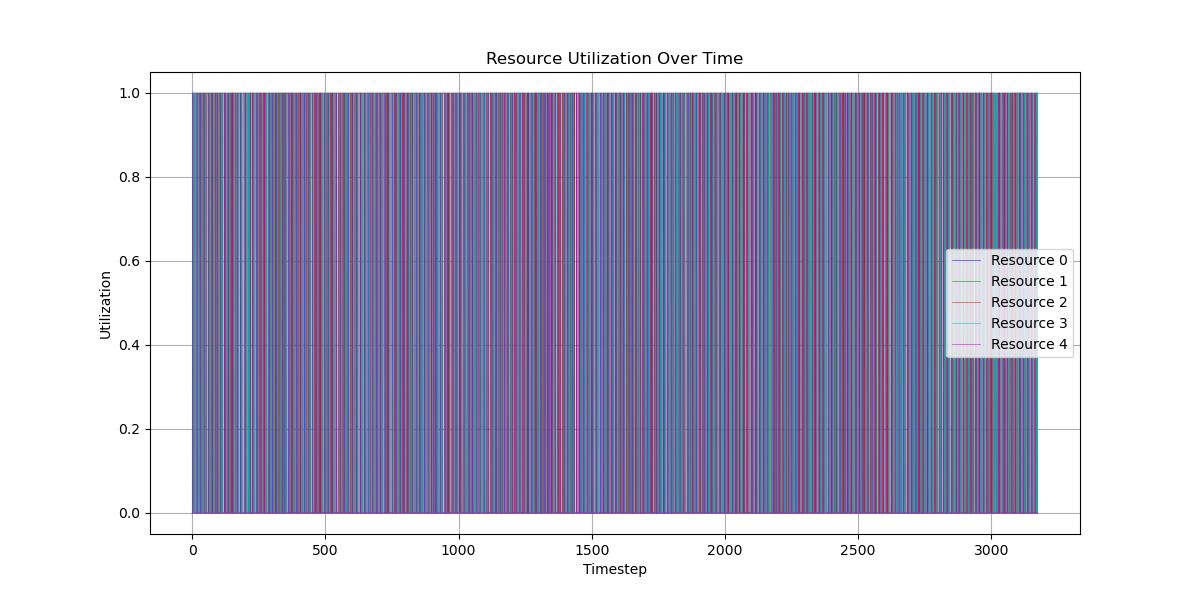 Resource Utilization Over Time
Utilization
1.0
0.8
0.6
0.4
0.2
0.0
Resource 0
Resource 1
Resource 2
Resource 3
Resource 4
0 500 1000 1500 2000 2500 3000
Timestep